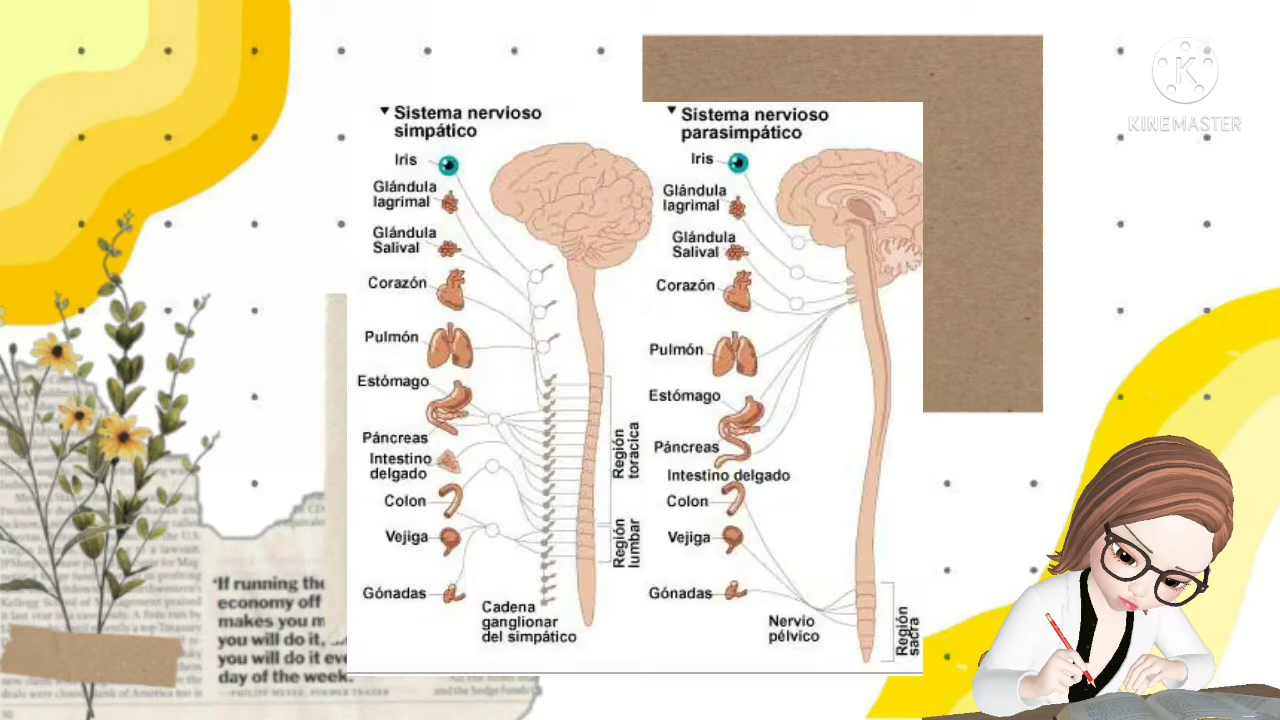 Sistema nervioso
simpático
Iris
Glándula
lagrimal
Glándula
Salival
Corazón
Pulmón
Estómago
Páncreas
Intestino
delgado
Colon
Vejiga
Gónadas
Cadena
ganglionar
del simpático
Región
torácica
Región
lumbar
Sistema nervioso
parasimpático
Iris
Glándula
lagrimal
Glándula
Salival
Corazón
Pulmón
Estómago
Páncreas
Intestino delgado
Colon
Vejiga
Gónadas
Nervio
pélvico
Región
sacra
KINEMASTER
"If running the
economy off
makes you m
you will do it,
you will do it eve
day of the week.